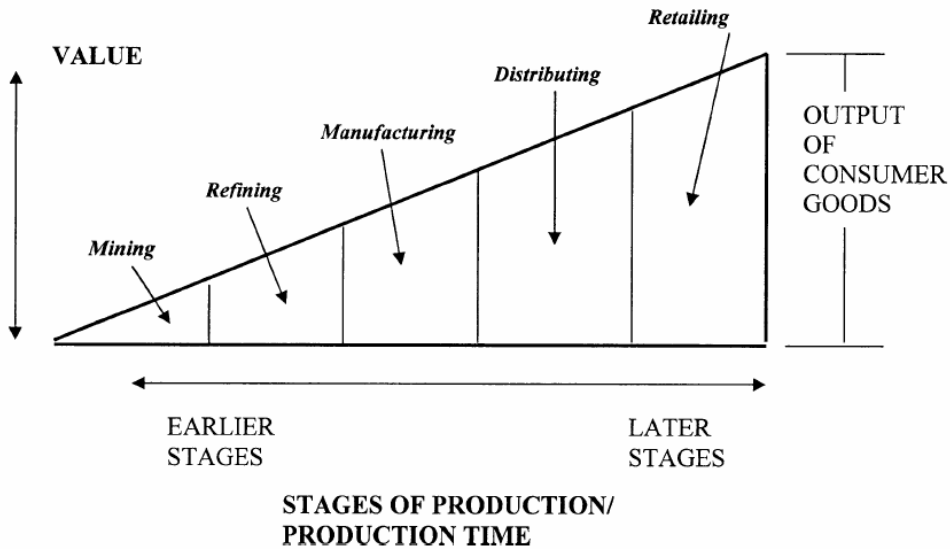 Retailing
VALUE
Distributing
OUTPUT
OF
CONSUMER
GOODS
Manufacturing
Refining
Mining
EARLIER
STAGES
LATER
STAGES
STAGES OF PRODUCTION/
PRODUCTION TIME